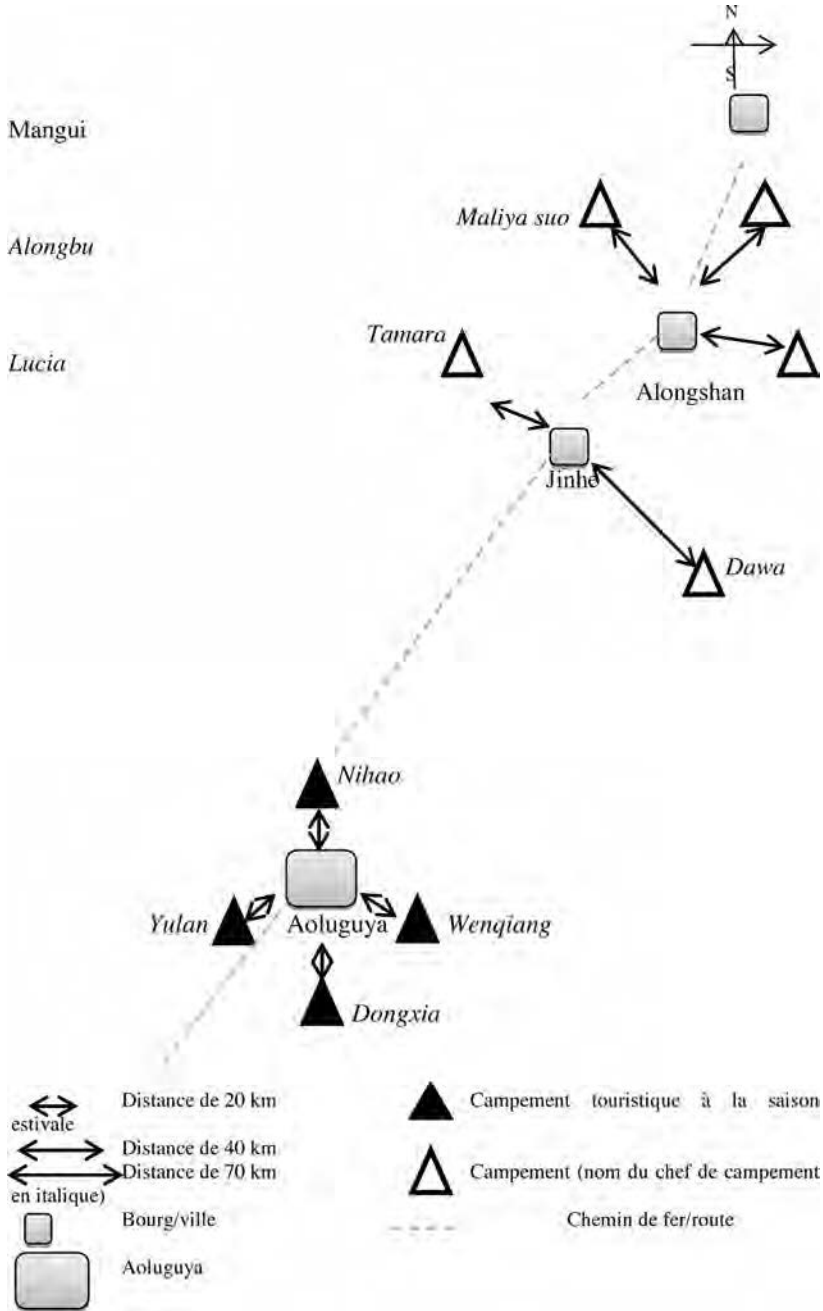 N
S
Mangui
Maliya suo
Alongbu
Tamara
Lucia
Alongshan
Jinhe
Dawa
Nihao
Yulan
Aoluguya
Wenqiang
Dongxia
Distance de 20 km
Campement touristique à la saison
estivale
Distance de 40 km
Distance de 70 km
Campement (nom du chef de campement
en italique)
Bourg/ville
Chemin de fer/route
Aoluguya